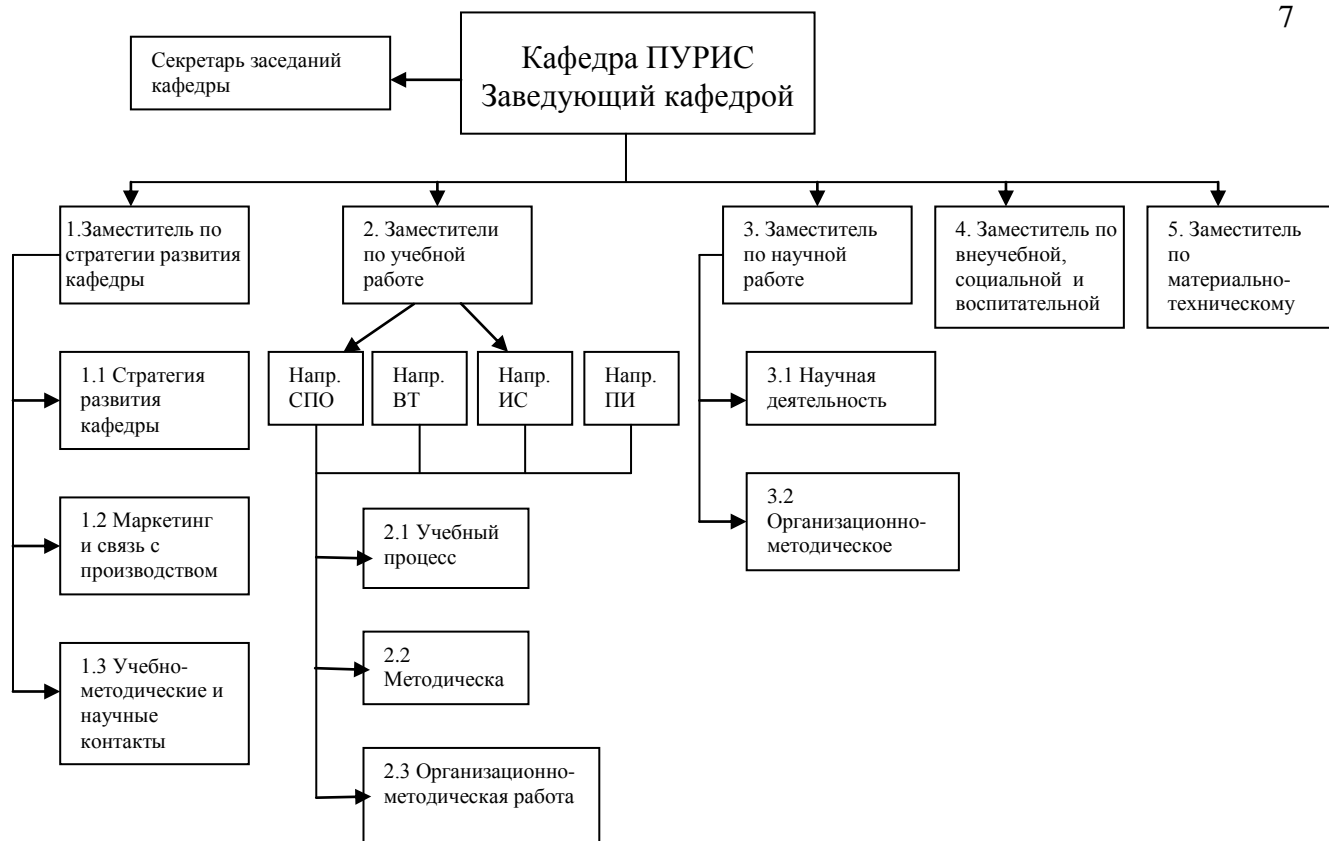 7
Секретарь заседаний
кафедры
Кафедра ПУРИС
Заведующий кафедрой
1.Заместитель по
стратегии развития
кафедры
2. Заместители
по учебной
работе
3. Заместитель
по научной
работе
4. Заместитель по
внеучебной,
социальной и
воспитательной
5. Заместитель
по
материально-
техническому
1.1 Стратегия
развития
кафедры
Напр.
СПО
Напр.
ВТ
Напр.
ИС
Напр.
ПИ
3.1 Научная
деятельность
1.2 Маркетинг
и связь с
производством
2.1 Учебный
процесс
3.2
Организационно-
методическое
1.3 Учебно-
методические и
научные
контакты
2.2
Методическа
2.3 Организационно-
методическая работа